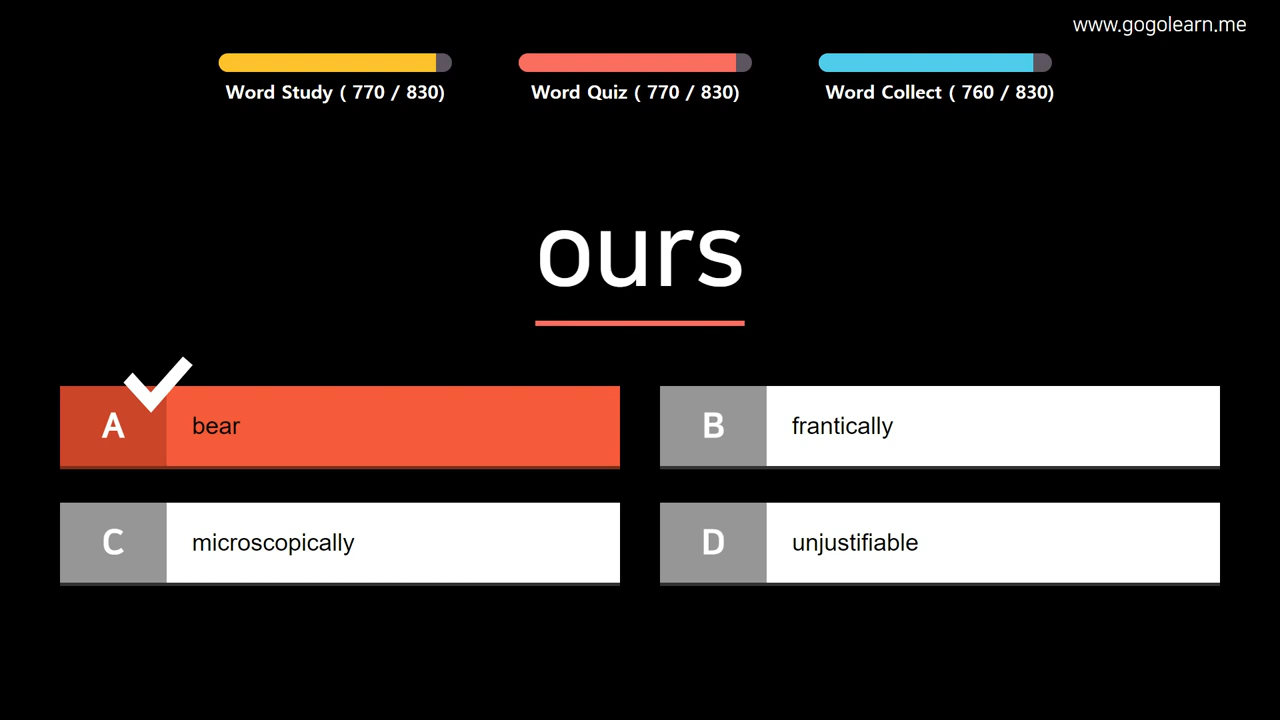 www.gogolearn.me
Word Study ( 770 / 830)
Word Quiz ( 770 / 830)
Word Collect ( 760 / 830)
ours
A bear
B frantically
C microscopically
D unjustifiable